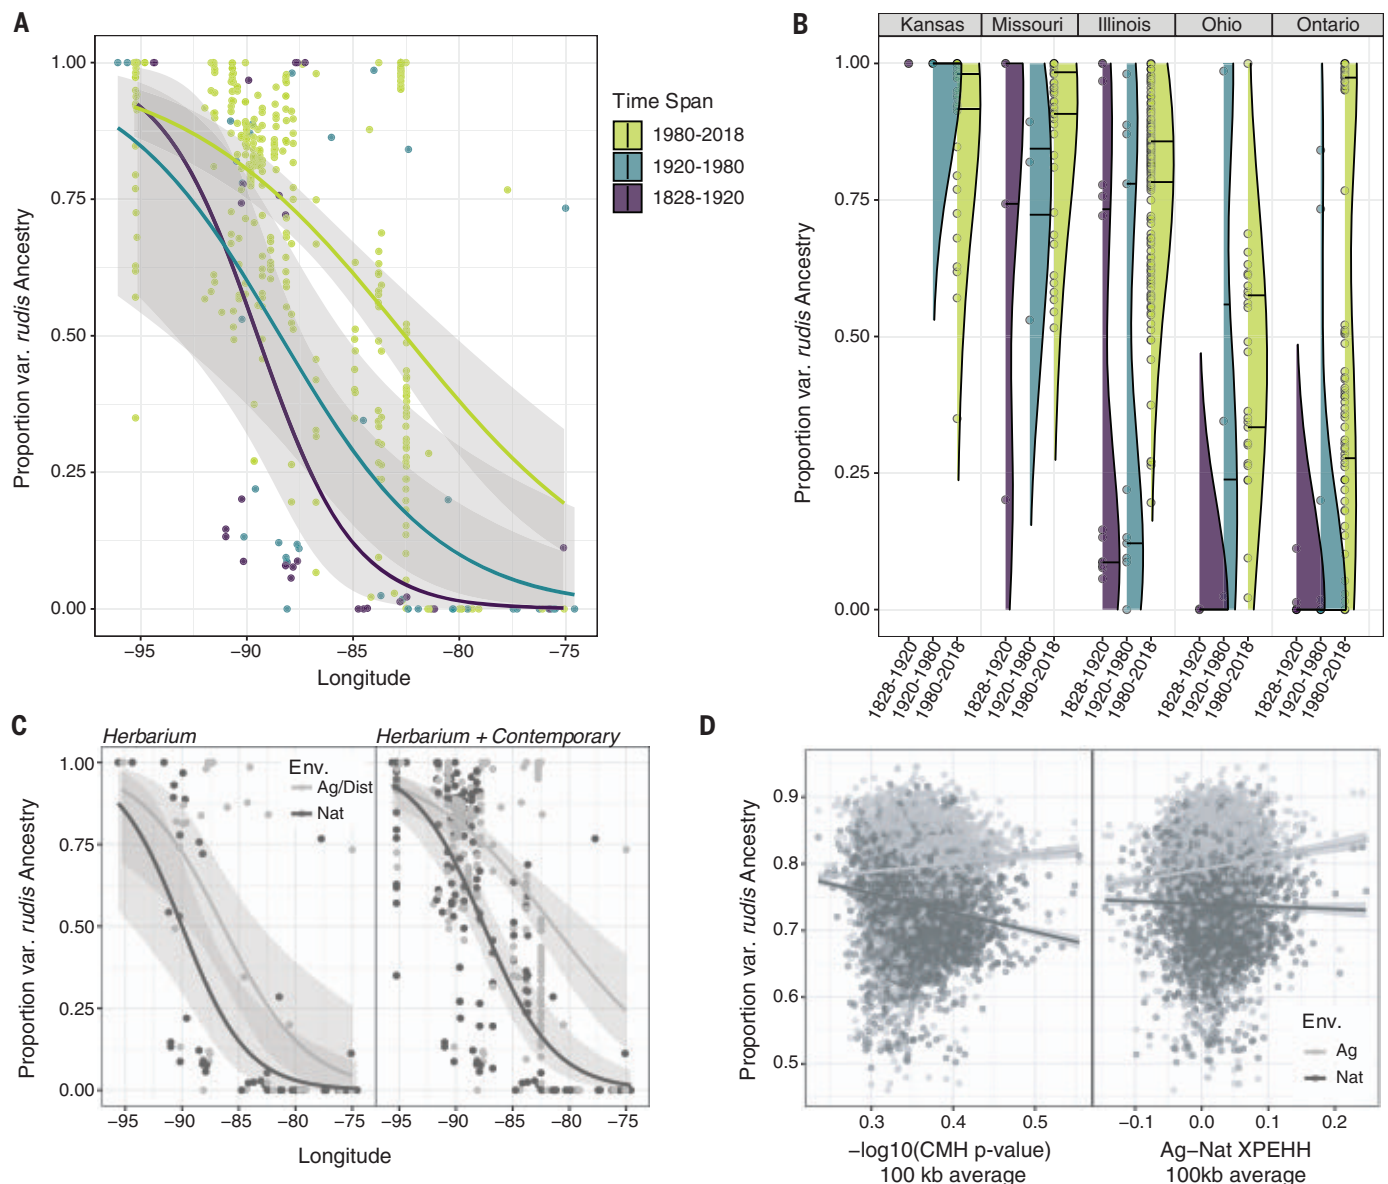 A
Proportion var. rudis Ancestry
1.00
0.75
0.50
0.25
0.00
−95
−90
−85
−80
−75
Longitude
Time Span
1980-2018
1920-1980
1828-1920
B
Kansas
Missouri
Illinois
Ohio
Ontario
Proportion var. rudis Ancestry
1.00
0.75
0.50
0.25
0.00
1828-1920
1920-1980
1980-2018
1828-1920
1920-1980
1980-2018
1828-1920
1920-1980
1980-2018
1828-1920
1920-1980
1980-2018
1828-1920
1920-1980
1980-2018
C
Herbarium
Herbarium + Contemporary
Env.
Ag/Dist
Nat
Proportion var. rudis Ancestry
1.00
0.75
0.50
0.25
0.00
−95
−90
−85
−80
−75
−95
−90
−85
−80
−75
Longitude
D
Proportion var. rudis Ancestry
0.9
0.8
0.7
0.6
0.5
Env.
Ag
Nat
0.3
0.4
0.5
−0.1
0.0
0.1
0.2
−log10(CMH p-value)
100 kb average
Ag−Nat XPEHH
100kb average